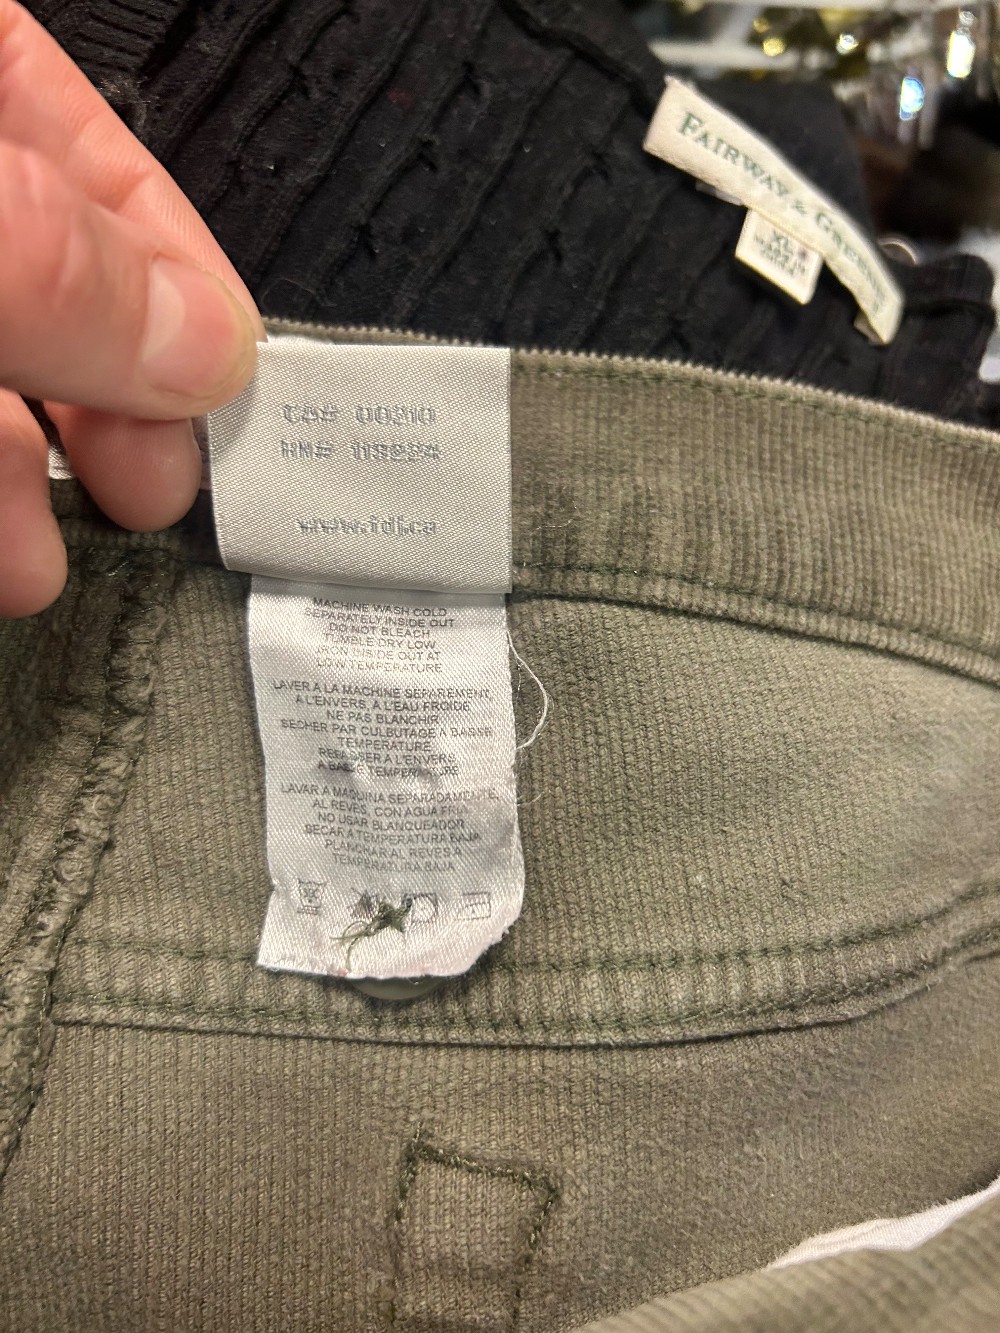 FAIRWAY & GREENE
XL
CA# 00210
RN# 118224
www.fdj.ca
MACHINE WASH COLD
SEPARATELY INSIDE OUT
DO NOT BLEACH
TUMBLE DRY LOW
IRON INSIDE OUT AT
LOW TEMPERATURE
LAVER A LA MACHINE SEPAREMENT,
A L'ENVERS, A L'EAU FROIDE
NE PAS BLANCHIR
SECHER PAR CULBUTAGE A BASSE
TEMPERATURE
REPASSER A L'ENVERS
A BASSE TEMPERATURE
LAVAR A MAQUINA SEPARADAMENTE,
AL REVES, CON AGUA FRIA
NO USAR BLANQUEADOR
SECAR A TEMPERATURA BAJA
PLANCHAR AL REVES A
TEMPERATURA BAJA